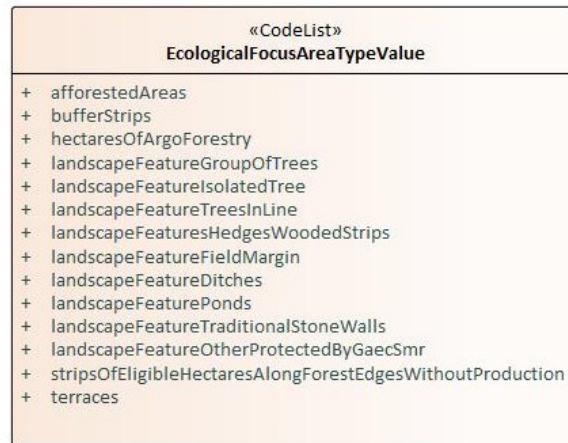 «CodeList»
EcologicalFocusAreaTypeValue
+ afforestedAreas
+ bufferStrips
+ hectaresOfArgoForestry
+ landscapeFeatureGroupOfTrees
+ landscapeFeatureIsolatedTree
+ landscapeFeatureTreesInLine
+ landscapeFeaturesHedgesWoodedStrips
+ landscapeFeatureFieldMargin
+ landscapeFeatureDitches
+ landscapeFeaturePonds
+ landscapeFeatureTraditionalStoneWalls
+ landscapeFeatureOtherProtectedByGaecSmr
+ stripsOfEligibleHectaresAlongForestEdgesWithoutProduction
+ terraces